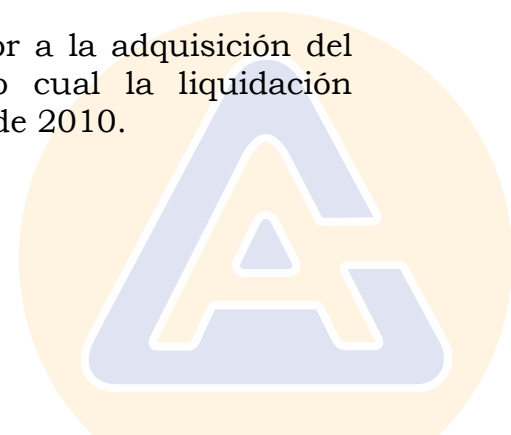 or a la adquisición del
o cual la liquidación
de 2010.